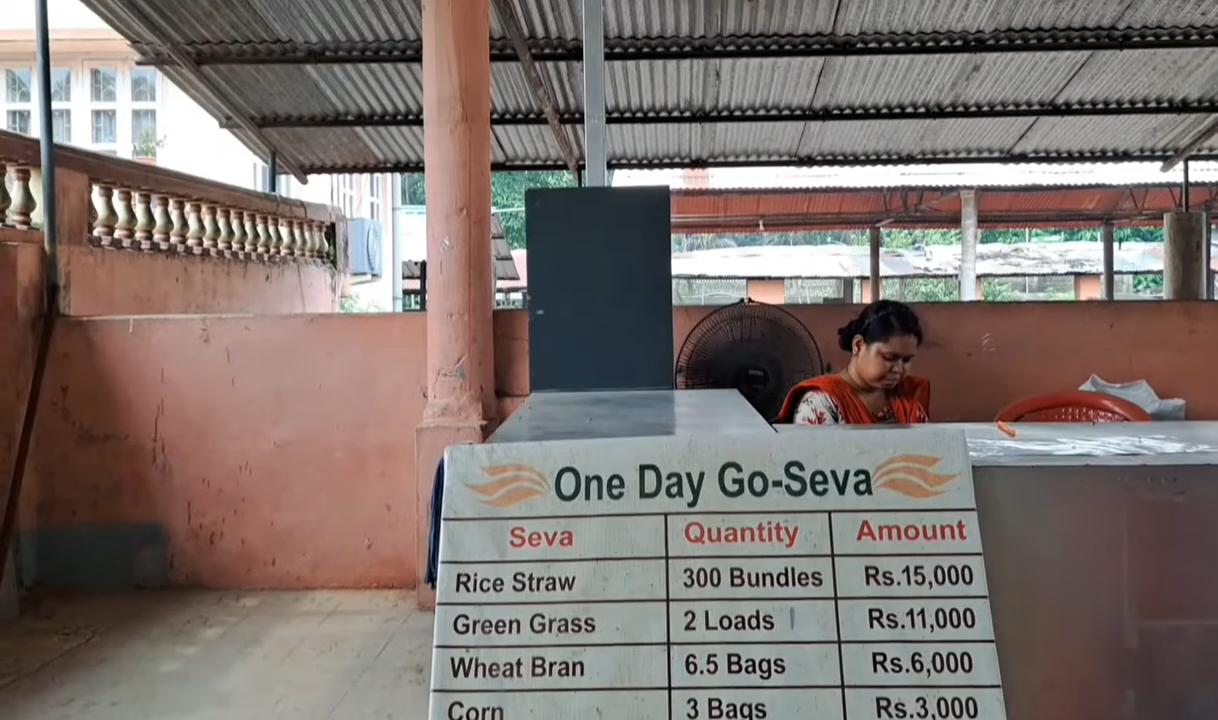 One Day Go-Seva
Seva Quantity Amount
Rice Straw 300 Bundles Rs.15,000
Green Grass 2 Loads Rs.11,000
Wheat Bran 6.5 Bags Rs.6,000
Corn 3 Bags Rs.3,000